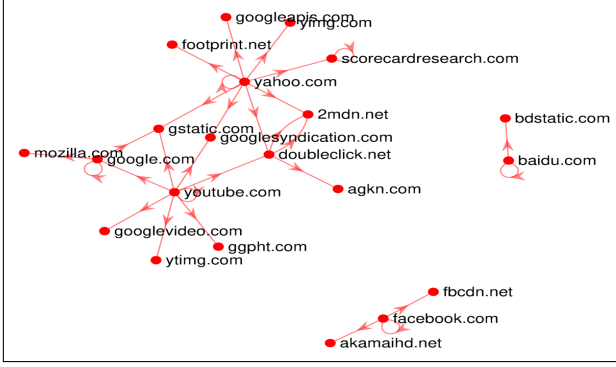 googleapis.com
yimg.com
footprint.net
scorecardresearch.com
yahoo.com
2mdn.net
bdstatic.com
gstatic.com
googlesyndication.com
mozilla.com
google.com
doubleclick.net
baidu.com
youtube.com
agkn.com
googlevideo.com
ggpht.com
ytimg.com
fbcdn.net
facebook.com
akamaihd.net